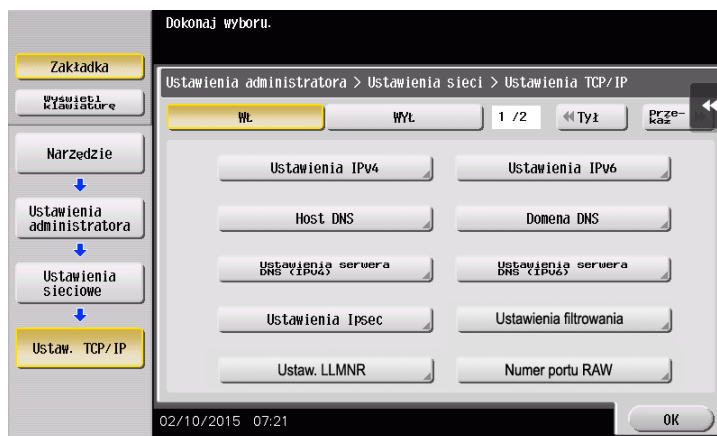 Dokonaj wyboru.
Zakładka
Wyświetl
klawiaturę
Ustawienia administratora > Ustawienia sieci > Ustawienia TCP/IP
WŁ
WYŁ
1 /2
Tył
Prze-
każ
Narzędzie
Ustawienia
administratora
Ustawienia
sieciowe
Ustaw. TCP/IP
Ustawienia IPv4
Ustawienia IPv6
Host DNS
Domena DNS
Ustawienia serwera
DNS (IPv4)
Ustawienia serwera
DNS (IPv6)
Ustawienia Ipsec
Ustawienia filtrowania
Ustaw. LLMNR
Numer portu RAW
02/10/2015 07:21
OK